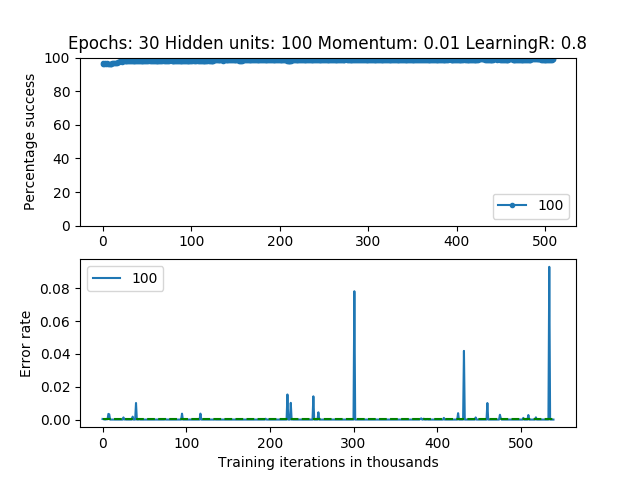 Epochs: 30 Hidden units: 100 Momentum: 0.01 LearningR: 0.8
100
80
60
40
20
0
Percentage success
100
0 100 200 300 400 500
100
0.08
0.06
0.04
0.02
0.00
Error rate
0 100 200 300 400 500
Training iterations in thousands